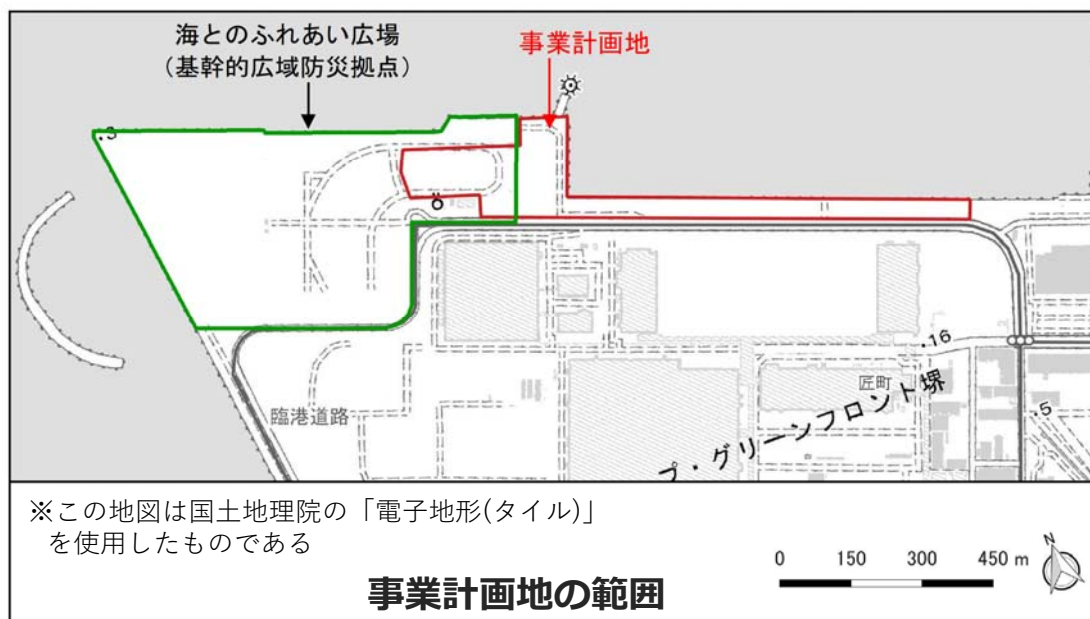 海とのふれあい広場
(基幹的広域防災拠点)
事業計画地
.3
.16
匠町
プ・グリーンフロント堺
.5
臨港道路
※この地図は国土地理院の「電子地形(タイル)」
を使用したものである
0 150 300 450 m
N
事業計画地の範囲